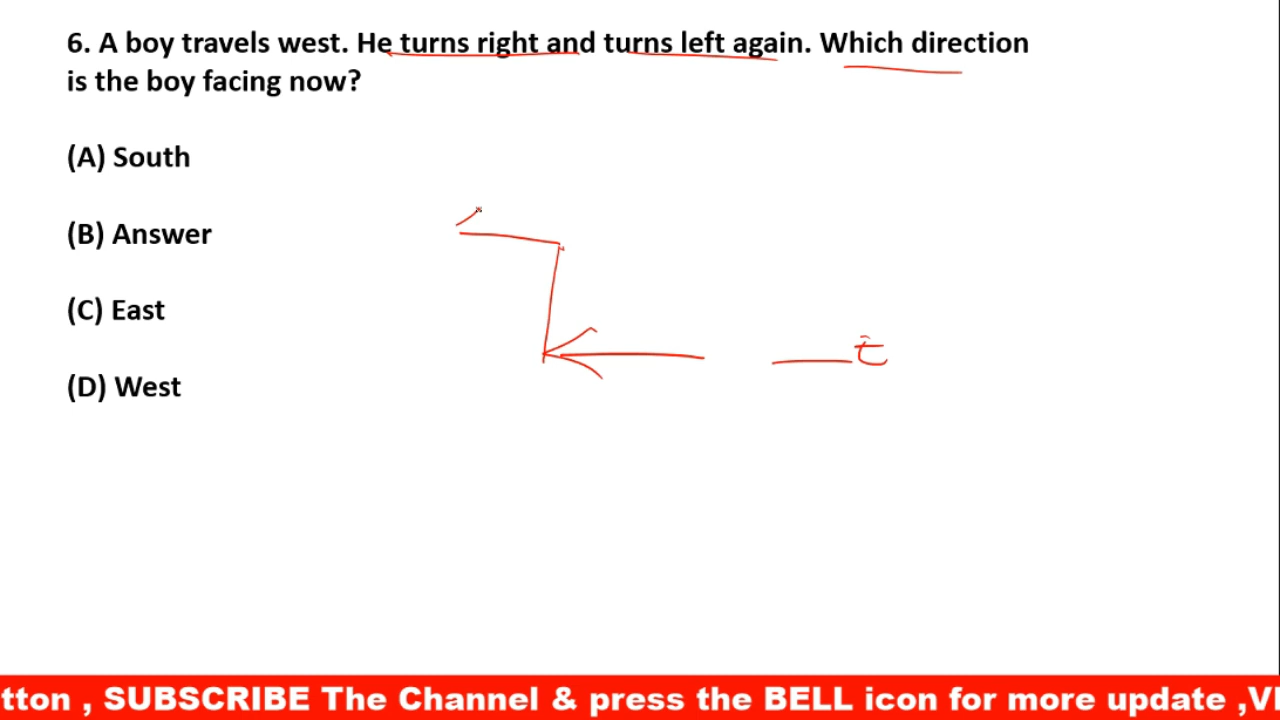 6. A boy travels west. He turns right and turns left again. Which direction
is the boy facing now?
(A) South
(B) Answer
(C) East
(D) West
tton , SUBSCRIBE The Channel & press the BELL icon for more update ,